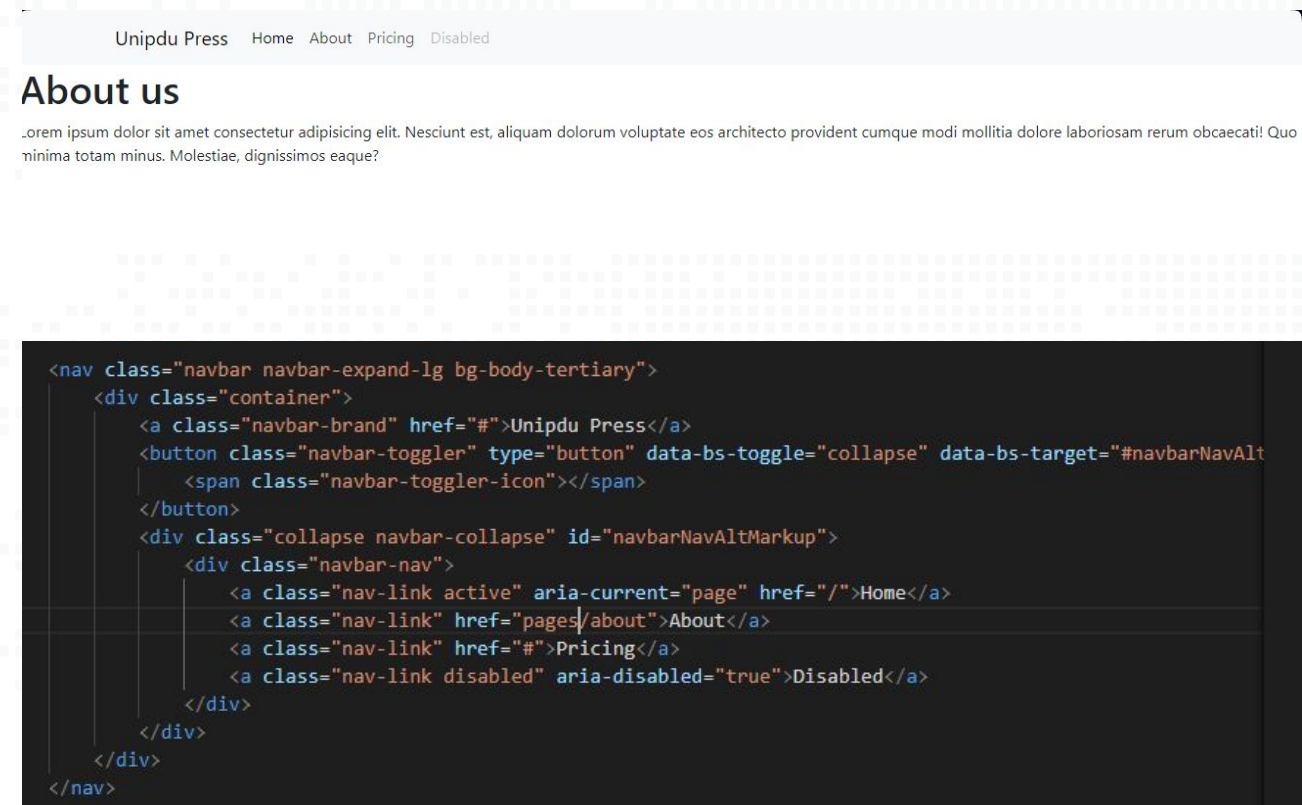 Unipdu Press Home About Pricing Disabled
About us
Lorem ipsum dolor sit amet consectetur adipisicing elit. Nesciunt est, aliquam dolorum voluptate eos architecto provident cumque modi mollitia dolore laboriosam rerum obcaecati! Quo
minima totam minus. Molestiae, dignissimos eaque?
<nav class="navbar navbar-expand-lg bg-body-tertiary">
<div class="container">
<a class="navbar-brand" href="#">Unipdu Press</a>
<button class="navbar-toggler" type="button" data-bs-toggle="collapse" data-bs-target="#navbarNavAlt
<span class="navbar-toggler-icon"></span>
</button>
<div class="collapse navbar-collapse" id="navbarNavAltMarkup">
<div class="navbar-nav">
<a class="nav-link active" aria-current="page" href="/">Home</a>
<a class="nav-link" href="pages/about">About</a>
<a class="nav-link" href="#">Pricing</a>
<a class="nav-link disabled" aria-disabled="true">Disabled</a>
</div>
</div>
</div>
</nav>